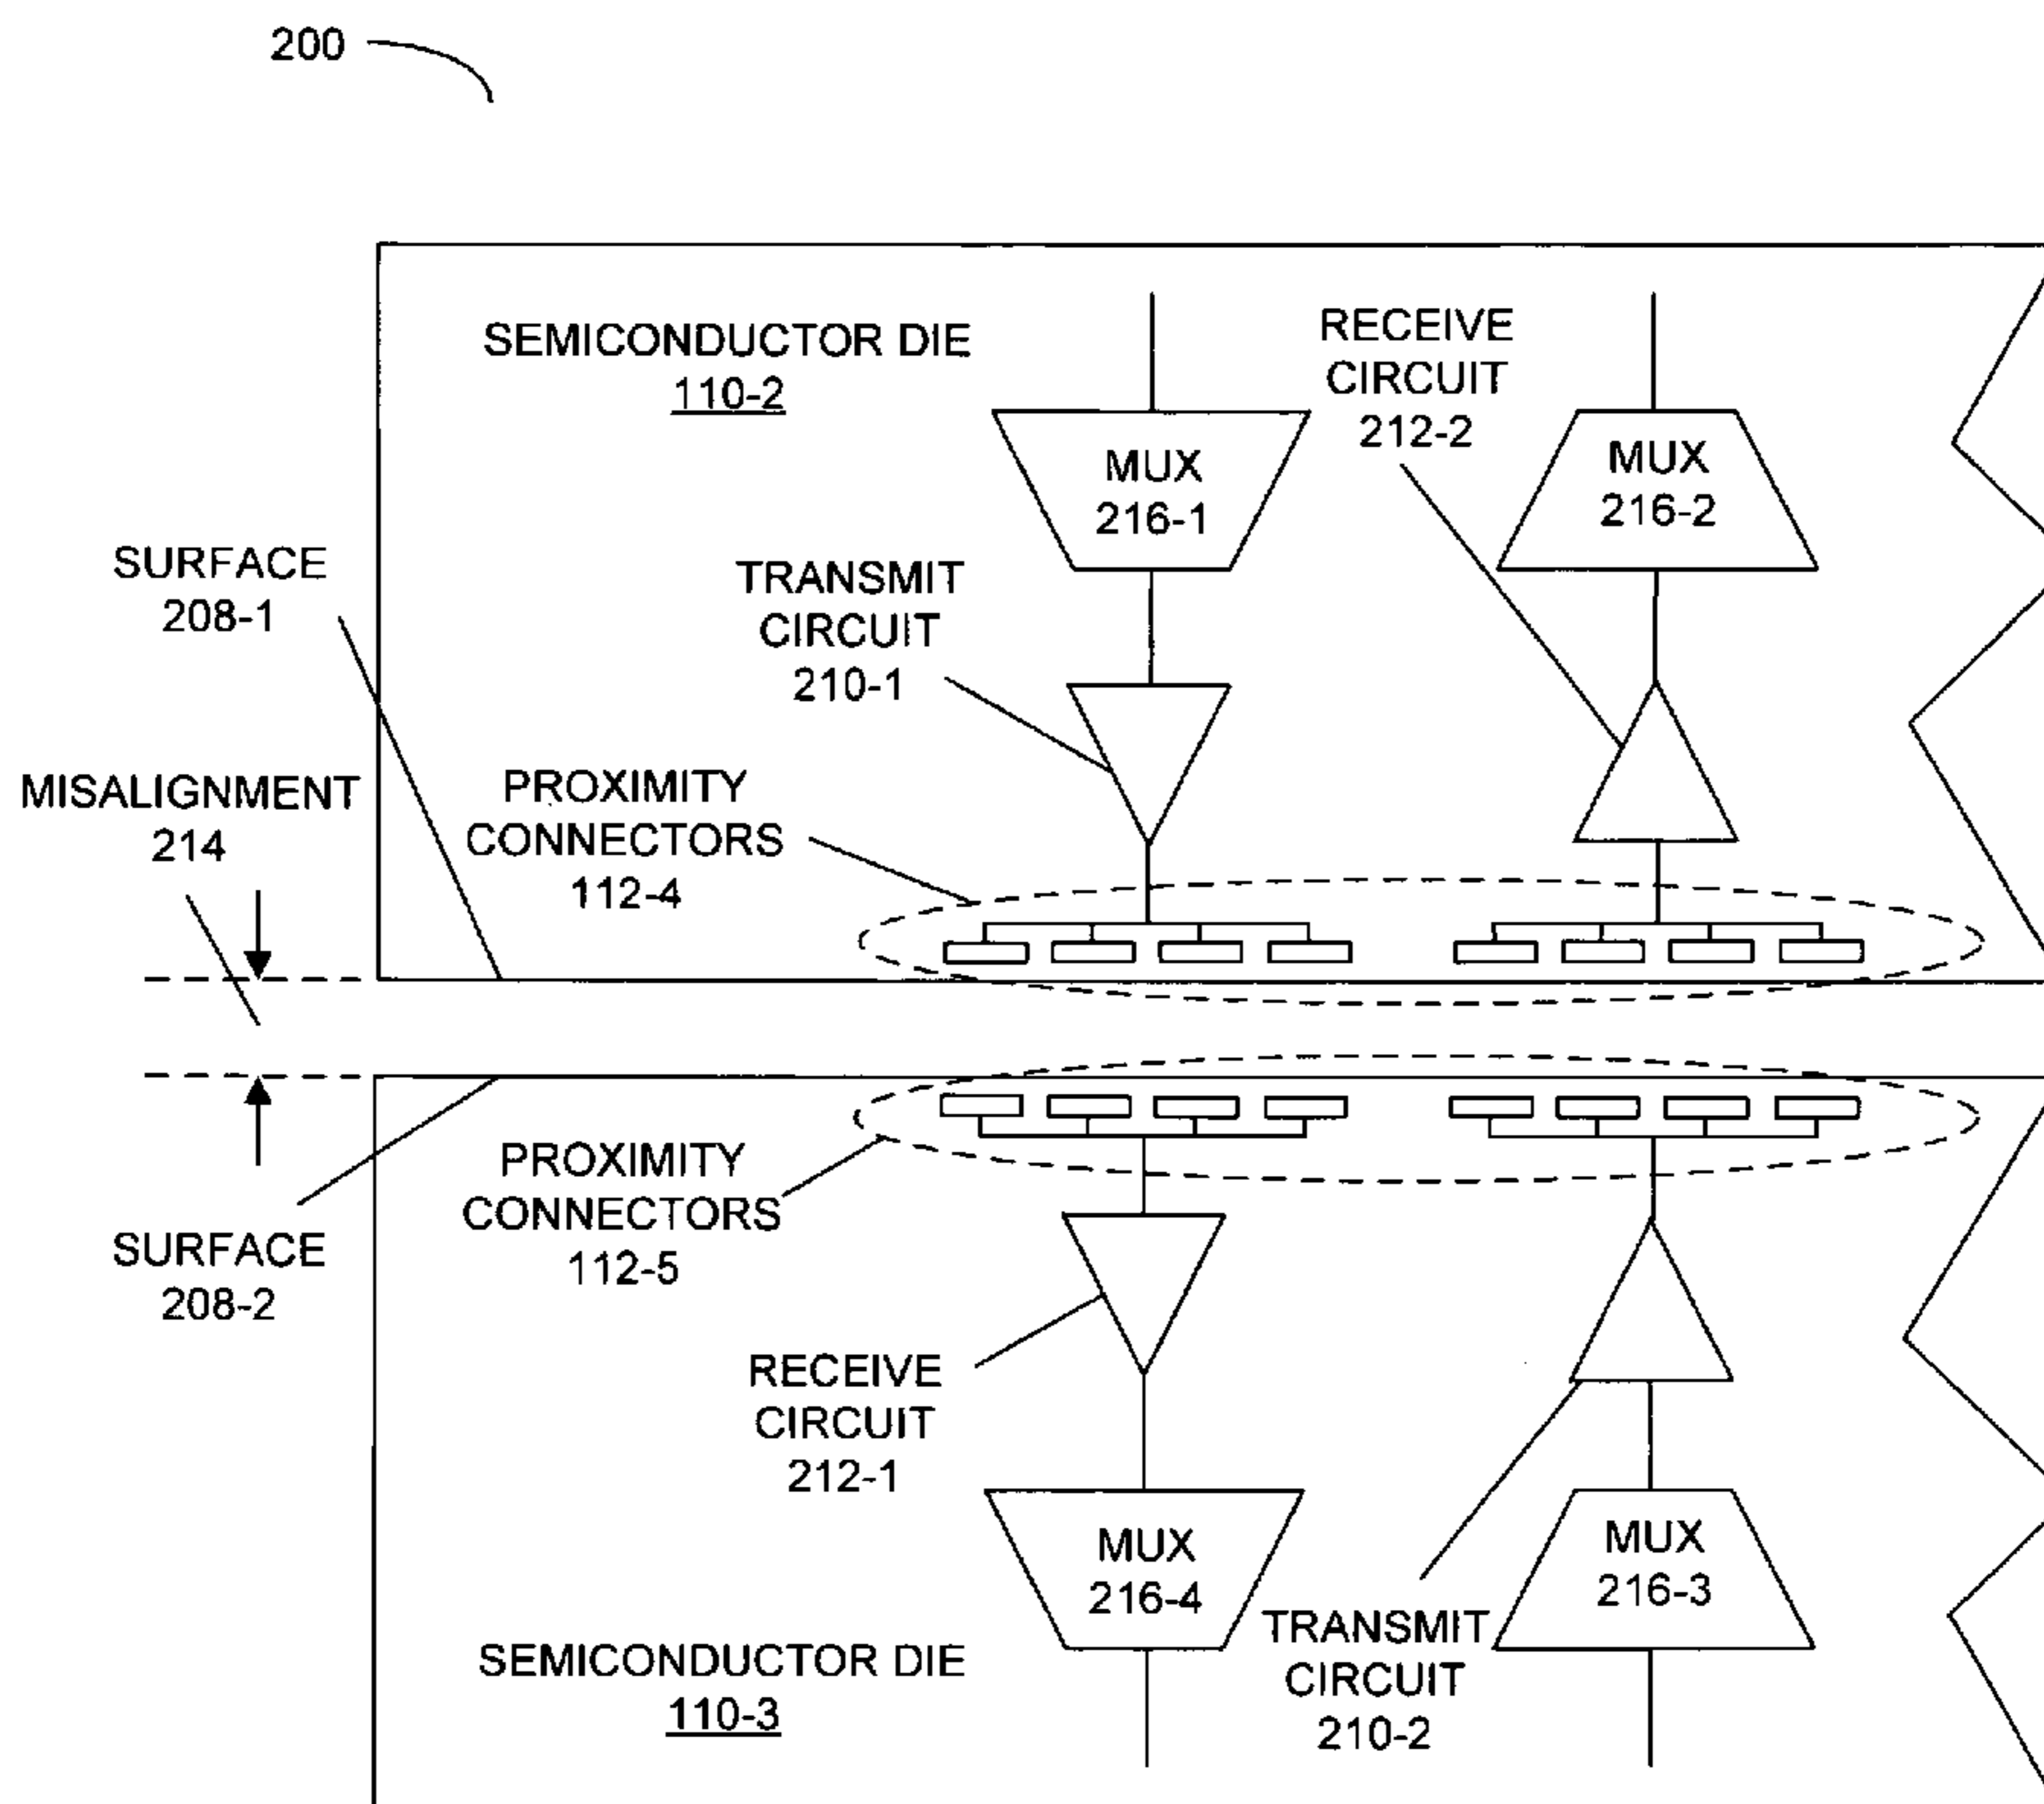 200
SEMICONDUCTOR DIE
110-2
RECEIVE
CIRCUIT
212-2
MUX
216-1
MUX
216-2
SURFACE
208-1
TRANSMIT
CIRCUIT
210-1
MISALIGNMENT
214
PROXIMITY
CONNECTORS
112-4
PROXIMITY
CONNECTORS
112-5
SURFACE
208-2
RECEIVE
CIRCUIT
212-1
MUX
216-4
MUX
216-3
SEMICONDUCTOR DIE
110-3
TRANSMIT
CIRCUIT
210-2